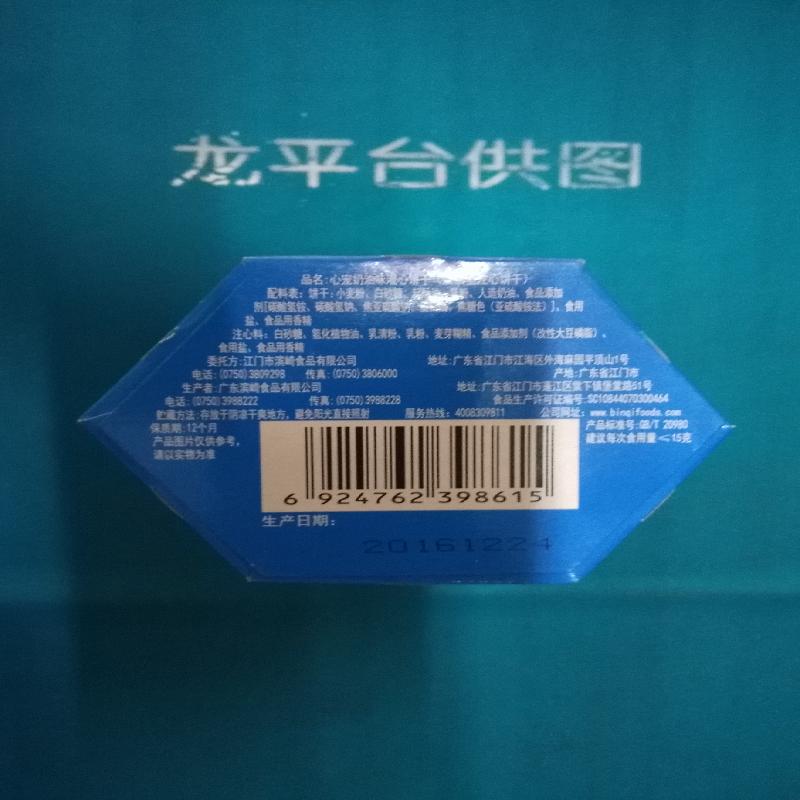 龙平台供图
品名:心宠奶油味注心饼干
配料表: 饼干:小麦粉、白砂糖、 人造奶油、食品添加
剂[碳酸氢铵、碳酸氢钠、焦亚硫酸钠 焦糖色(亚硫酸铵法)]、食用
盐、食品用香精
注心料: 白砂糖、氢化植物油、乳清粉、乳粉、麦芽糊精、食品添加剂(改性大豆磷脂)、
食用盐、食品用香精
委托方:江门市滨崎食品有限公司 地址:广东省江门市江海区外海麻园平顶山1号
电话:(0750)3809298 传真:(0750)3806000 产地:广东省江门市
生产者:广东滨崎食品有限公司 地址:广东省江门市蓬江区棠下镇堡棠路51号
电话:(0750)3988222 传真:(0750)3988228 食品生产许可证编号:SC10844070300464
贮藏方法:存放于阴凉干爽地方,避免阳光直接照射 服务热线: 4008309811 公司网址:www.binqifoods.com
保质期:12个月 产品标准号:GB/T 20980
产品图片仅供参考, 建议每次食用量≤15克
请以实物为准
6 924762 398615
生产日期:
20161224